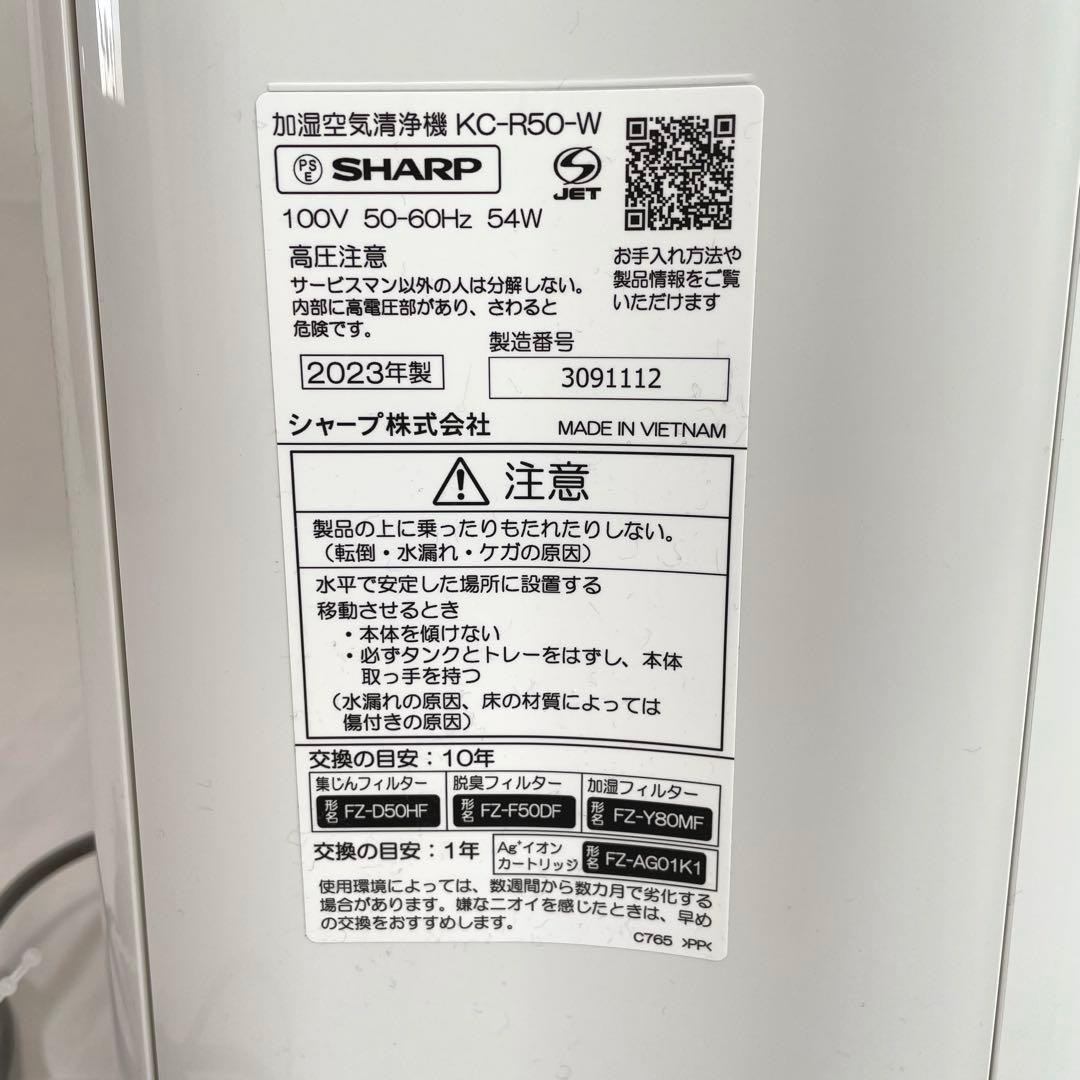 加湿空気清浄機 KC-R50-W
PSE SHARP
JET
100V 50-60Hz 54W
高圧注意
サービスマン以外の人は分解しない。
内部に高電圧部があり、さわると
危険です。
お手入れ方法や
製品情報をご覧
いただけます
2023年製
製造番号
3091112
シャープ株式会社
MADE IN VIETNAM
注意
製品の上に乗ったりもたれたりしない。
（転倒・水漏れ・ケガの原因）
水平で安定した場所に設置する
移動させるとき
・本体を傾けない
・必ずタンクとトレーをはずし、本体
取っ手を持つ
（水漏れの原因、床の材質によっては
傷付きの原因）
交換の目安：10年
集じんフィルター
形名 FZ-D50HF
脱臭フィルター
形名 FZ-F50DF
加湿フィルター
形名 FZ-Y80MF
交換の目安：1年
Ag⁺イオン
カートリッジ
形名 FZ-AG01K1
使用環境によっては、数週間から数カ月で劣化する
場合があります。嫌なニオイを感じたときは、早め
の交換をおすすめします。
C765 >PP<